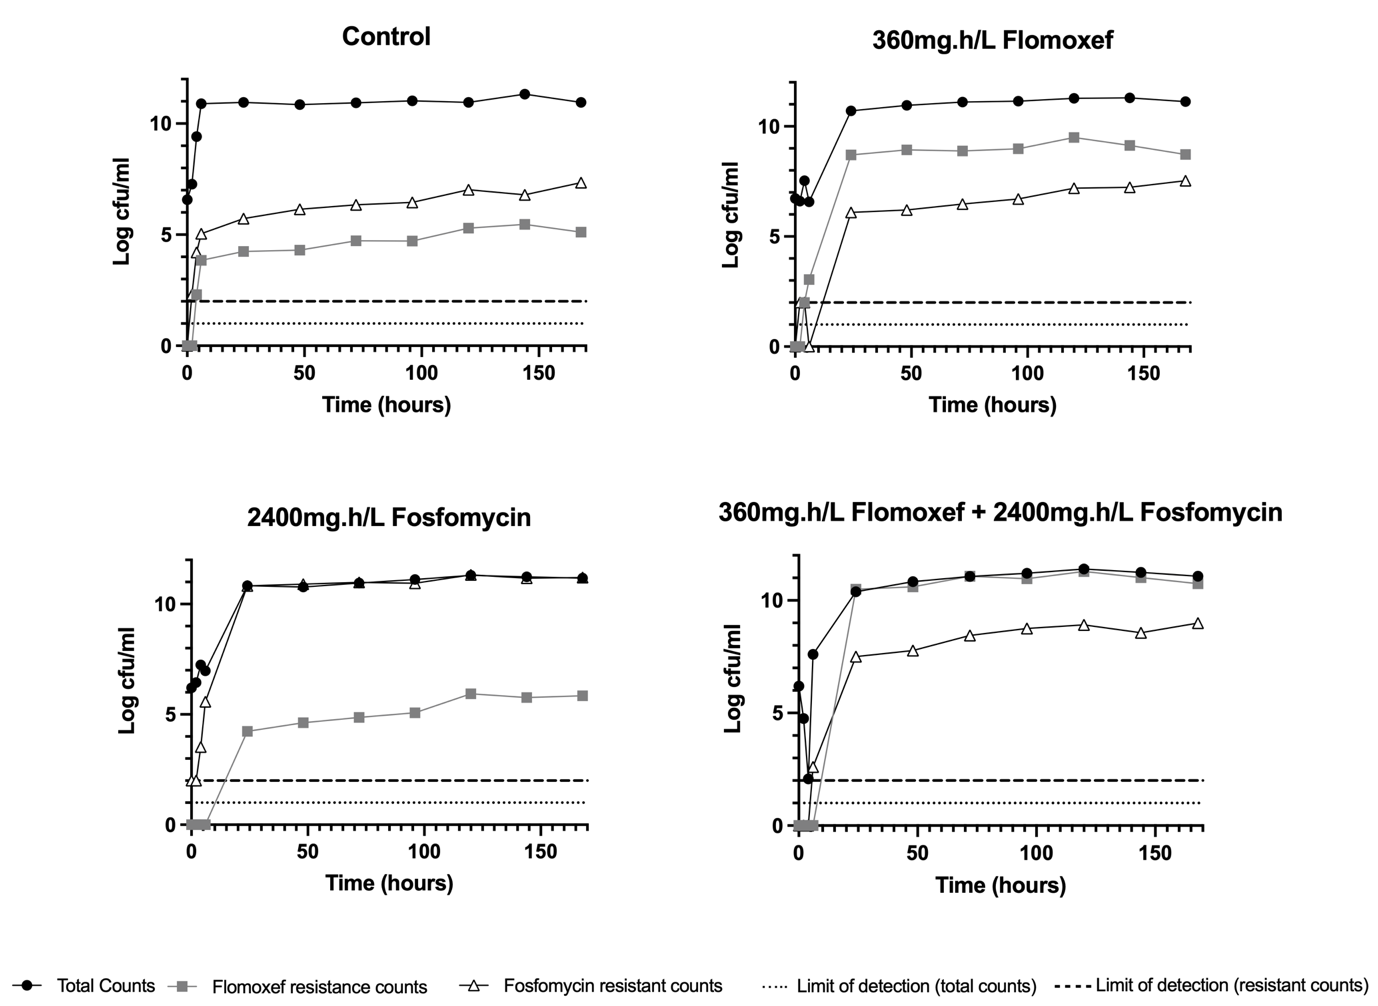 Control
Log cfu/ml
10
5
0
0 50 100 150
Time (hours)
360mg.h/L Flomoxef
Log cfu/ml
10
5
0
0 50 100 150
Time (hours)
2400mg.h/L Fosfomycin
Log cfu/ml
10
5
0
0 50 100 150
Time (hours)
360mg.h/L Flomoxef + 2400mg.h/L Fosfomycin
Log cfu/ml
10
5
0
0 50 100 150
Time (hours)
Total Counts Flomoxef resistance counts Fosfomycin resistant counts Limit of detection (total counts) Limit of detection (resistant counts)